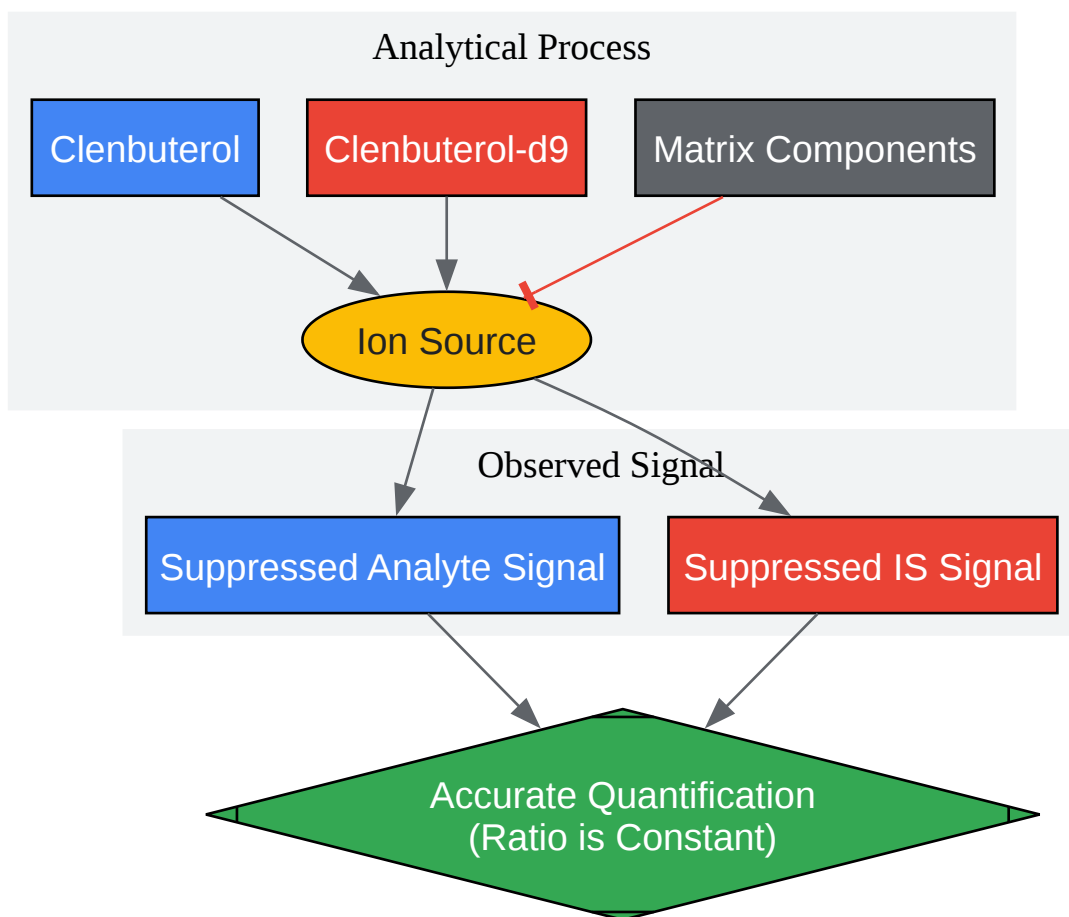 Analytical Process
Clenbuterol
Clenbuterol-d9
Matrix Components
Ion Source
Observed Signal
Suppressed Analyte Signal
Suppressed IS Signal
Accurate Quantification
(Ratio is Constant)